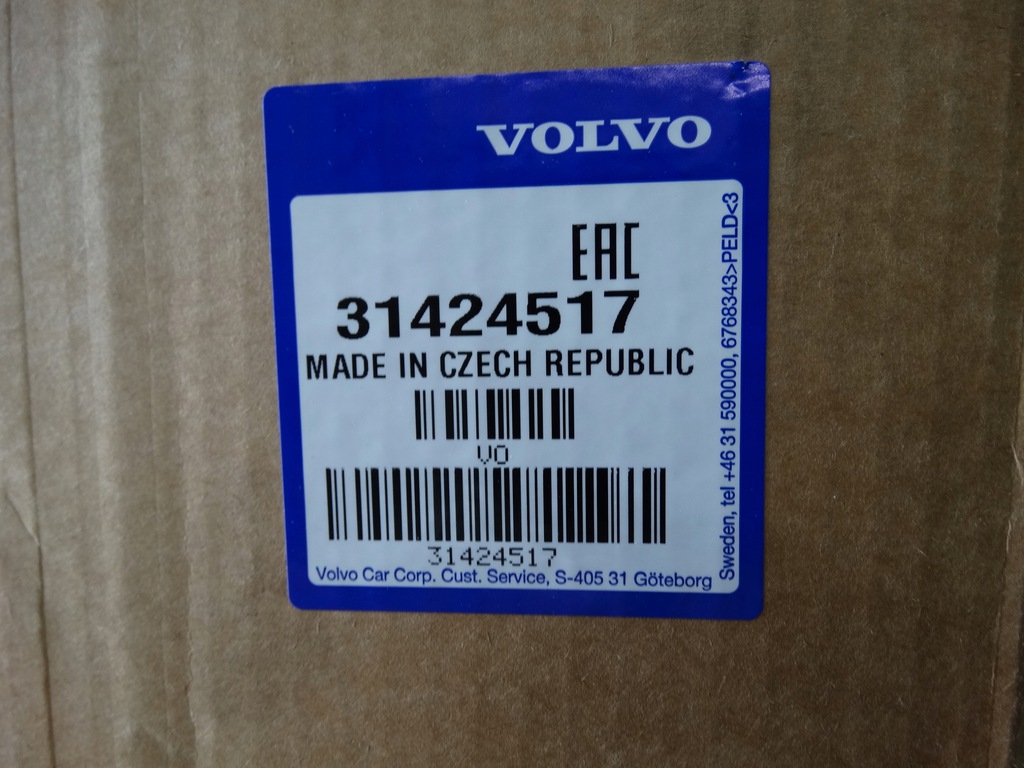 VOLVO
EAC
31424517
MADE IN CZECH REPUBLIC
VO
31424517
Volvo Car Corp. Cust. Service, S-405 31 Göteborg
Sweden, tel +46 31 590000, 6768343>PELD<3